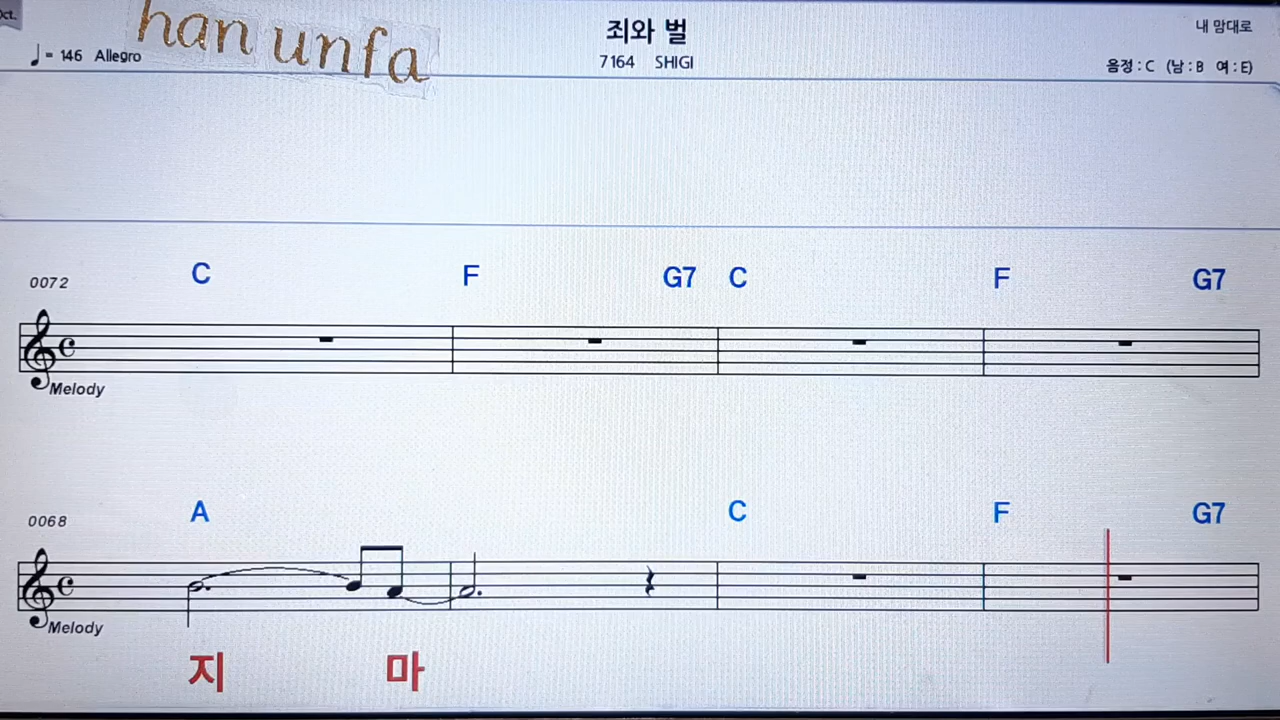 Oct.
han unfa
죄와 벌
내 맘대로
♩= 146 Allegro
7164 SHIGI
음정 : C (남 : B 여 : E)
C F G7 C F G7
0072
Melody
A C F G7
0068
Melody
지 마